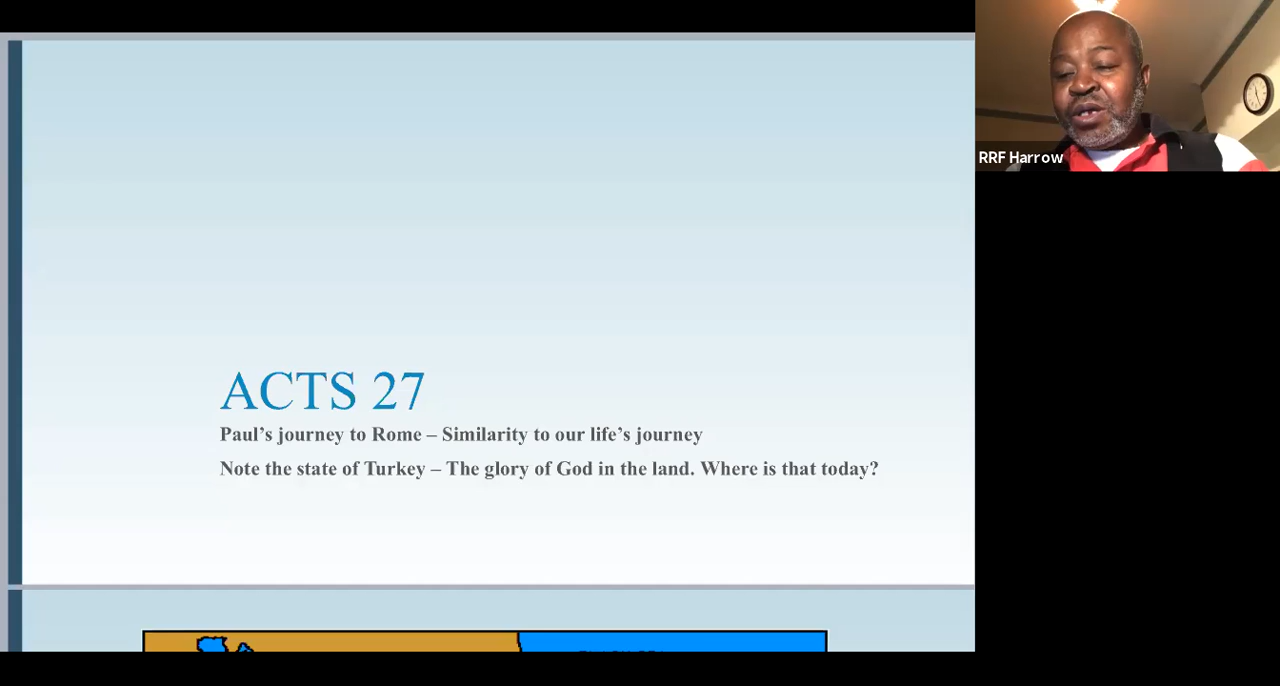 ACTS 27
Paul's journey to Rome – Similarity to our life's journey
Note the state of Turkey – The glory of God in the land. Where is that today?
RRF Harrow